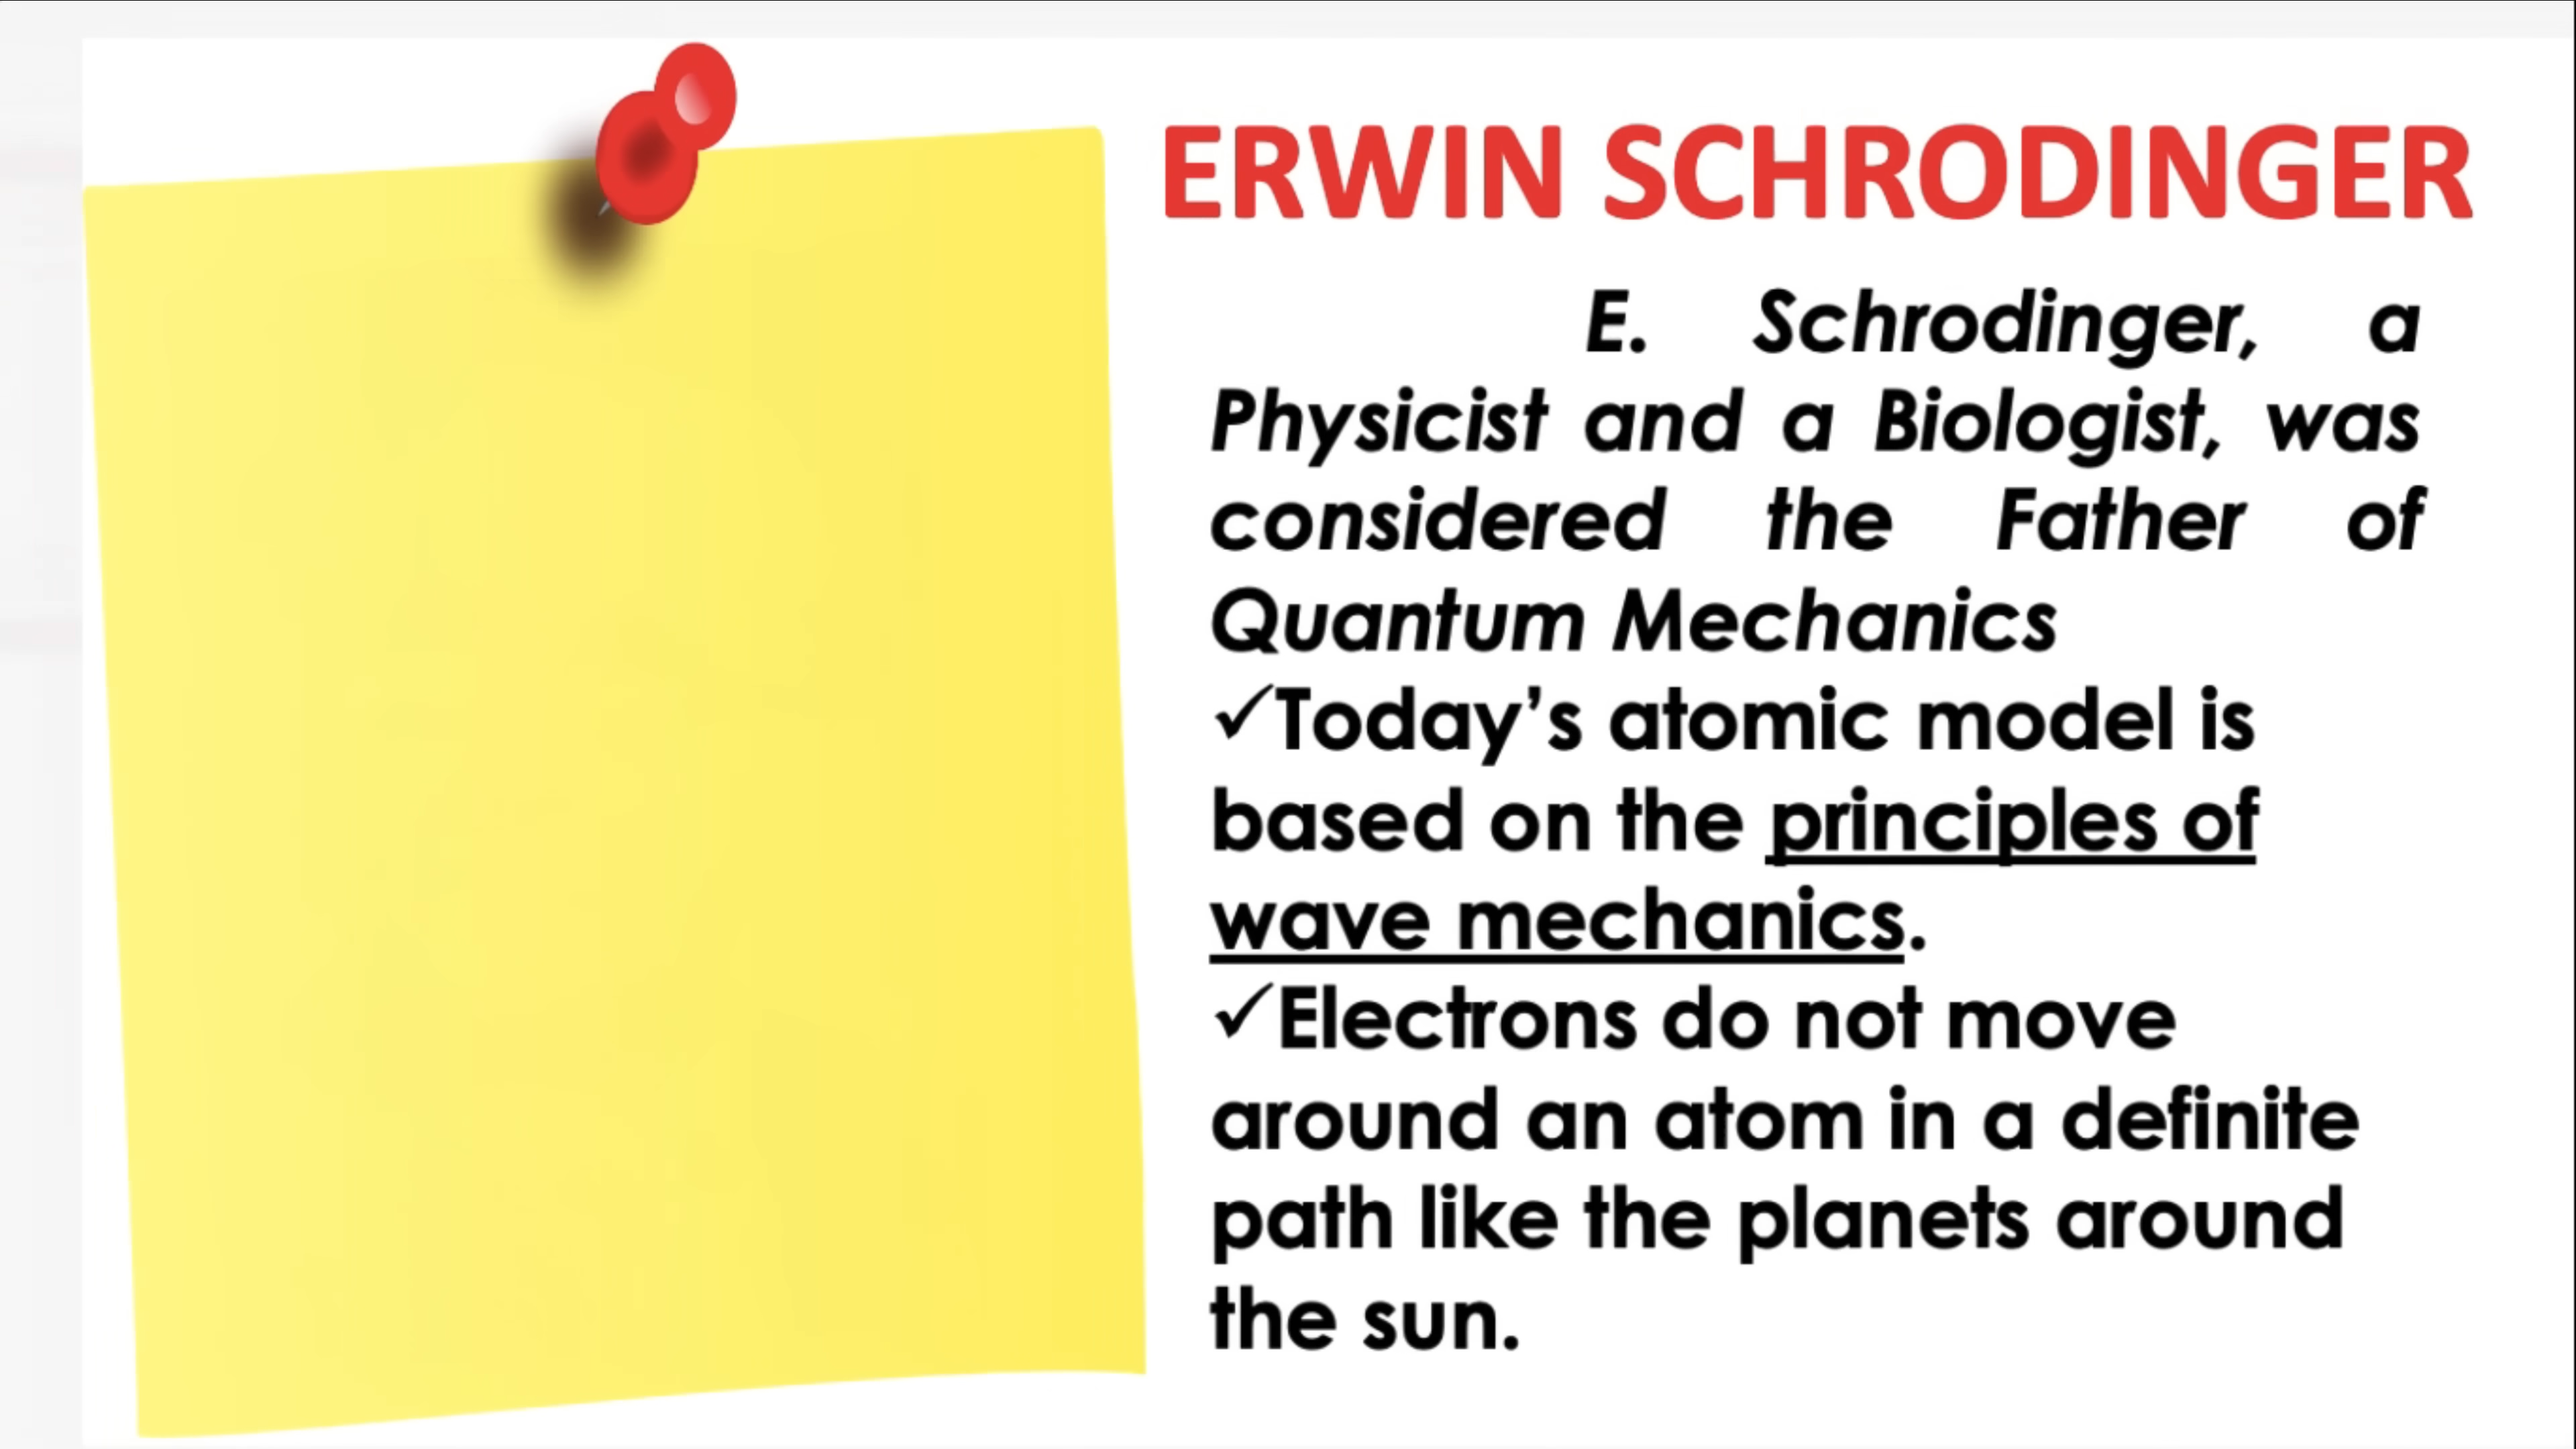 ERWIN SCHRODINGER
E. Schrodinger, a
Physicist and a Biologist, was
considered the Father of
Quantum Mechanics
✓Today’s atomic model is
based on the principles of
wave mechanics.
✓Electrons do not move
around an atom in a definite
path like the planets around
the sun.